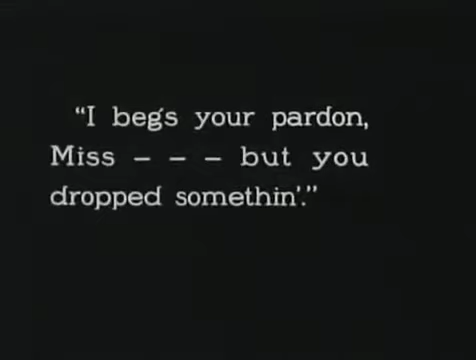 “I begs your pardon,
Miss – – – but you
dropped somethin'.”